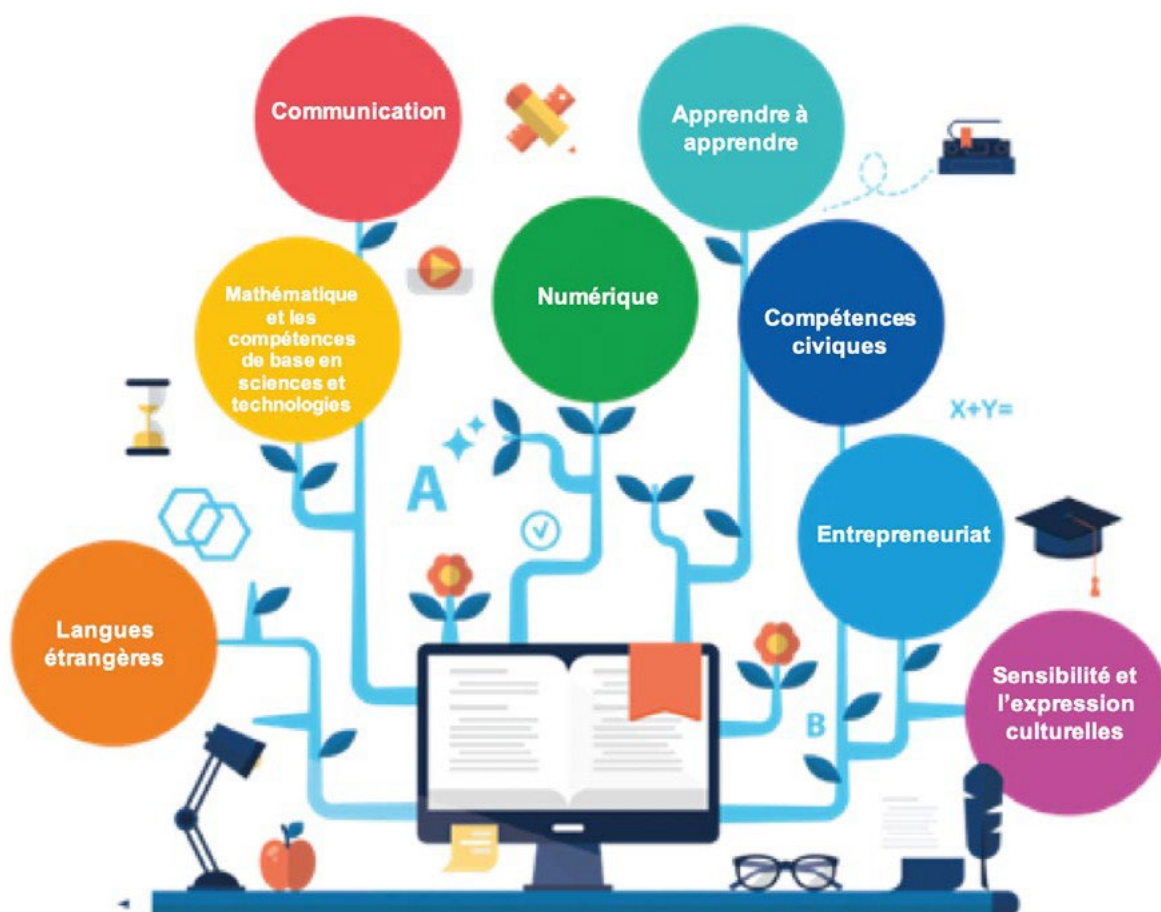 Communication
Apprendre à
apprendre
Numérique
Mathématique
et les
compétences
de base en
sciences et
technologies
Compétences
civiques
X+Y=
A
Entrepreneuriat
Langues
étrangères
Sensibilité et
l'expression
culturelles
B